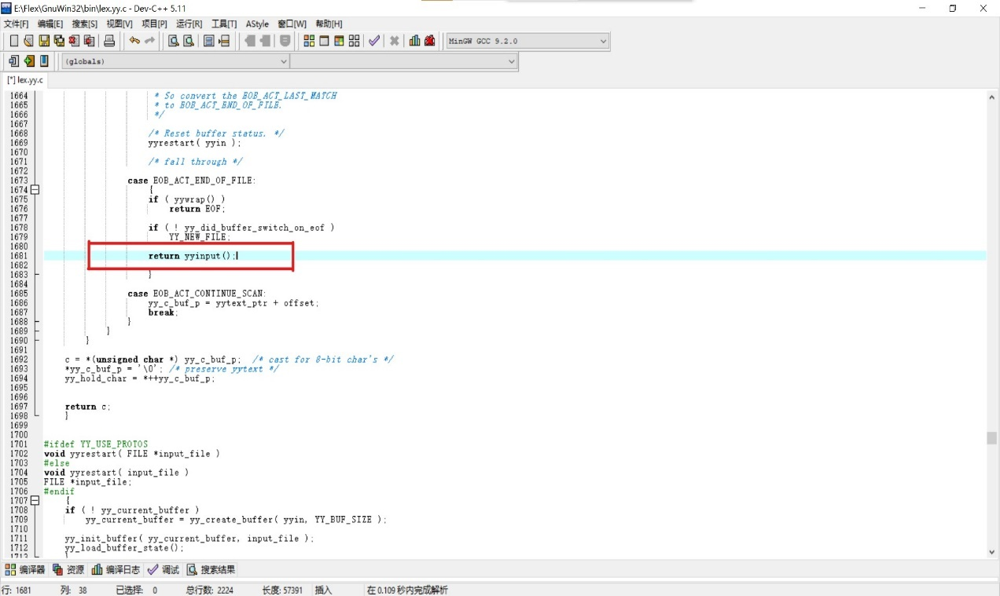 E:\Flex\GnuWin32\bin\lex.yy.c - Dev-C++ 5.11
文件[F] 编辑[E] 搜索[S] 视图[V] 项目[P] 运行[R] 工具[T] AStyle 窗口[W] 帮助[H]
MinGW GCC 9.2.0
(globals)
[*] lex.yy.c
1664 * So convert the EOB_ACT_LAST_MATCH
1665 * to EOB_ACT_END_OF_FILE.
1666 */
1667
1668 /* Reset buffer status. */
1669 yyrestart( yyin );
1670
1671 /* fall through */
1672
1673 case EOB_ACT_END_OF_FILE:
1674 {
1675 if ( yywrap() )
1676 return EOF;
1677
1678 if ( ! yy_did_buffer_switch_on_eof )
1679 YY_NEW_FILE;
1680
1681 return yyinput();
1682
1683 }
1684
1685 case EOB_ACT_CONTINUE_SCAN:
1686 yy_c_buf_p = yytext_ptr + offset;
1687 break;
1688 }
1689 }
1690 }
1691
1692 c = *(unsigned char *) yy_c_buf_p; /* cast for 8-bit char's */
1693 *yy_c_buf_p = '\0'; /* preserve yytext */
1694 yy_hold_char = *++yy_c_buf_p;
1695
1696
1697 return c;
1698 }
1699
1700
1701 #ifdef YY_USE_PROTOS
1702 void yyrestart( FILE *input_file )
1703 #else
1704 void yyrestart( input_file )
1705 FILE *input_file;
1706 #endif
1707 {
1708 if ( ! yy_current_buffer )
1709 yy_current_buffer = yy_create_buffer( yyin, YY_BUF_SIZE );
1710
1711 yy_init_buffer( yy_current_buffer, input_file );
1712 yy_load_buffer_state();
1713 }
编译器 资源 编译日志 调试 搜索结果
行: 1681 列: 38 已选择: 0 总行数: 2224 长度: 57391 插入 在 0.109 秒内完成解析